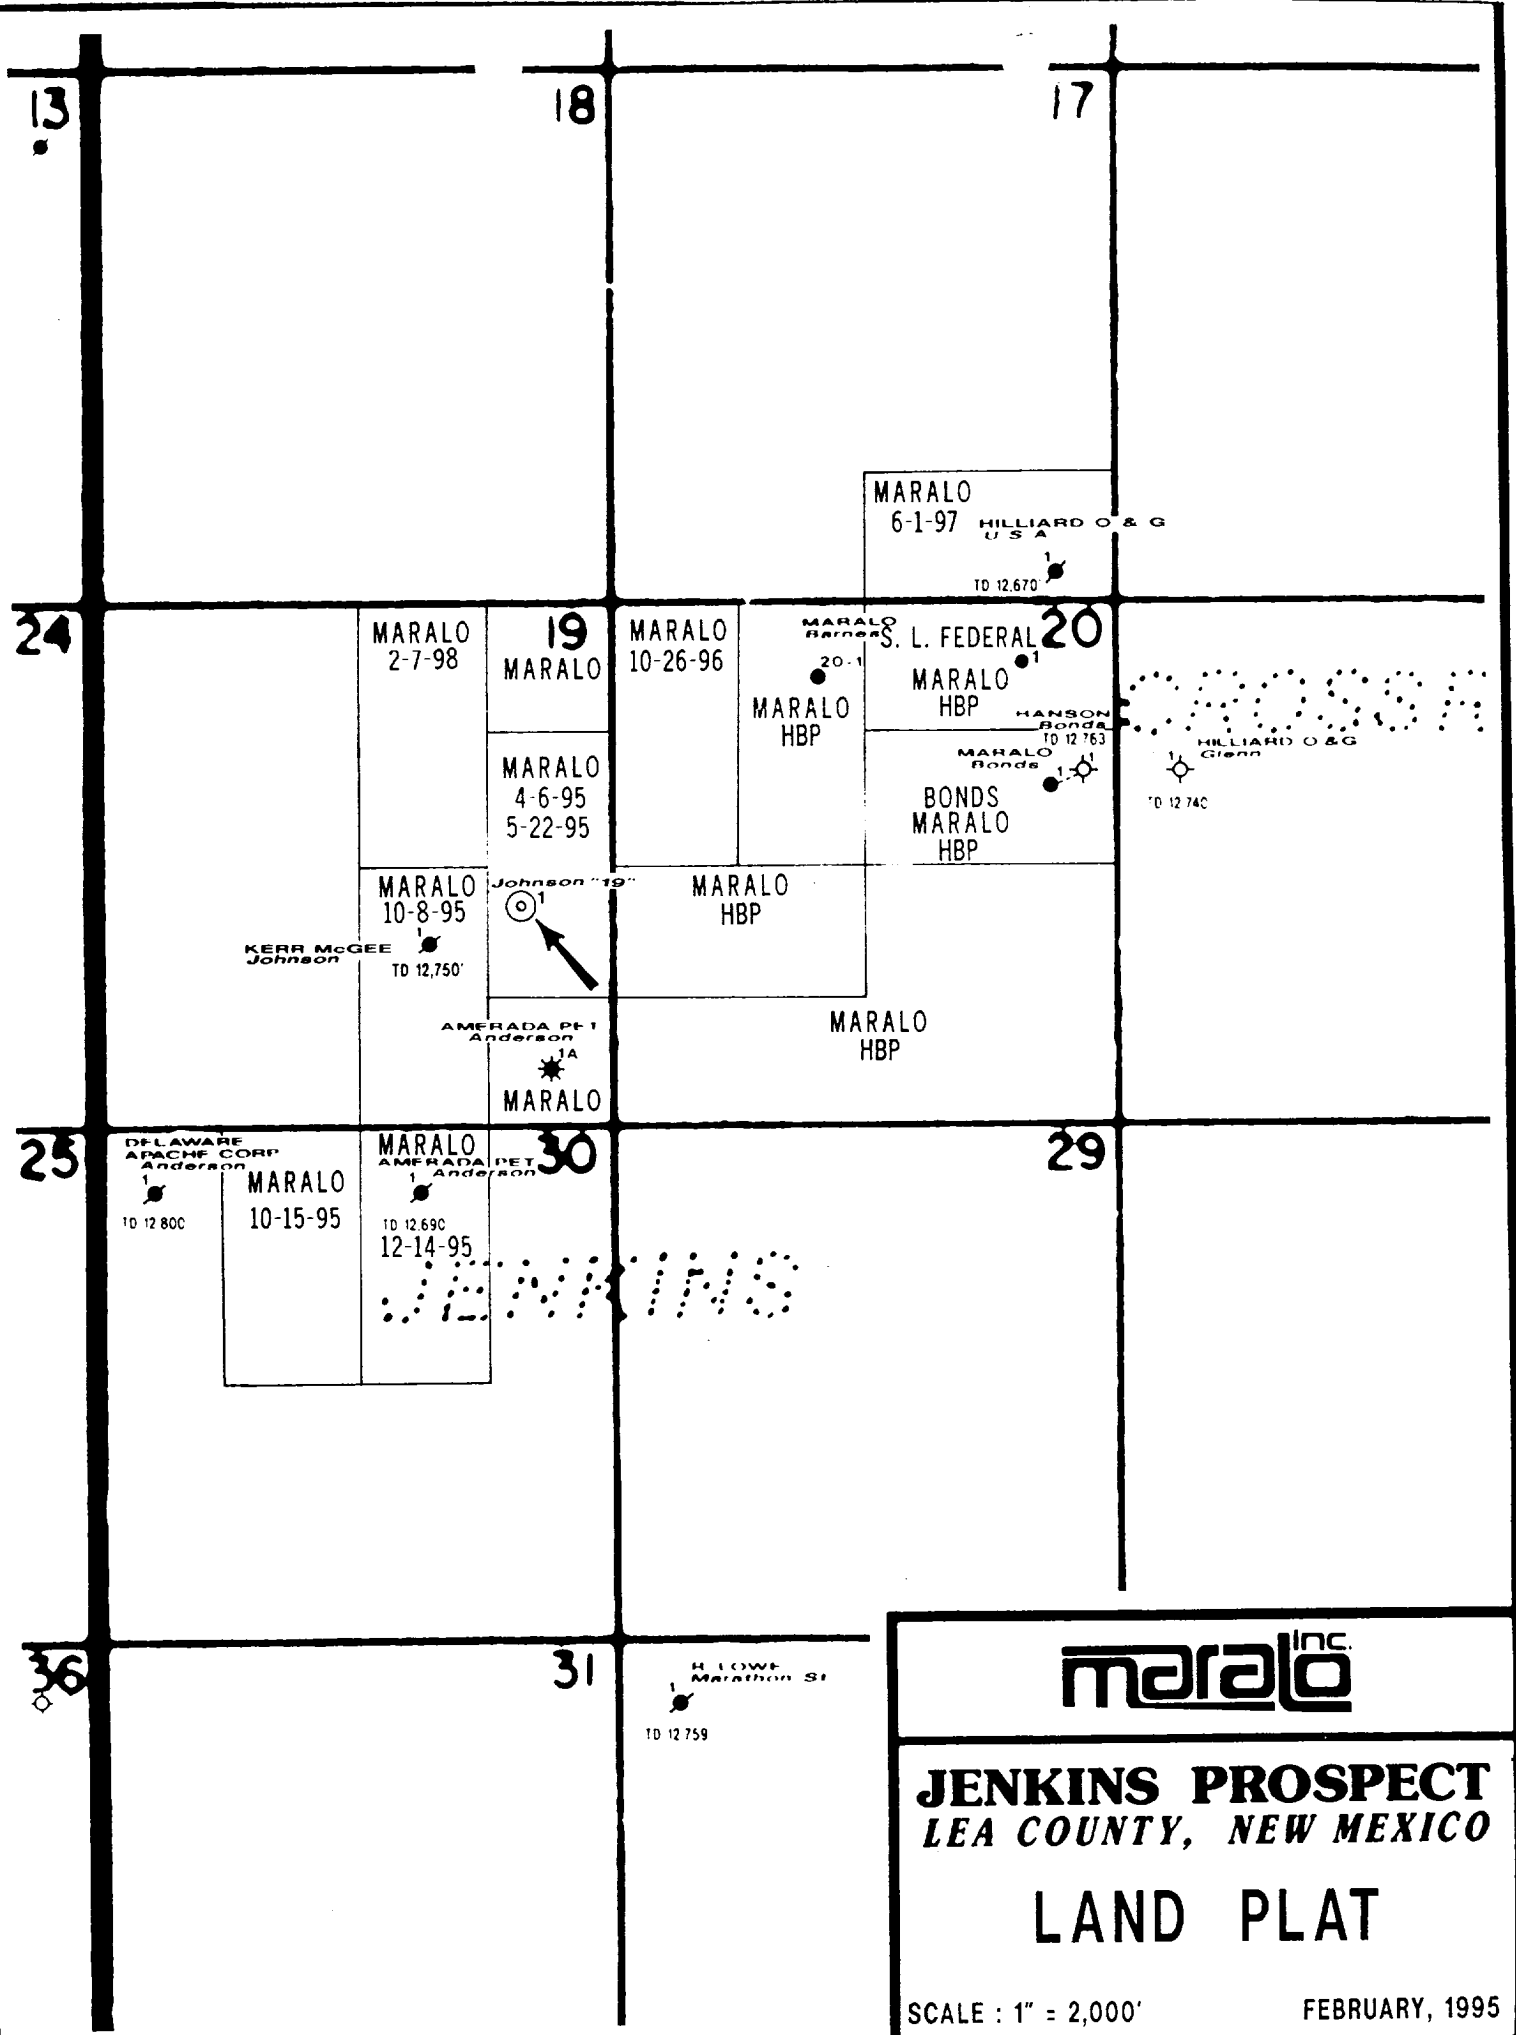 13
18
17
MARALO
6-1-97
HILLIARD O & G
U S A
1
TD 12,670'
24
MARALO
2-7-98
19
MARALO
MARALO
10-26-96
MARALO
Barnes
20-1
MARALO
HBP
S. L. FEDERAL
20
1
MARALO
HBP
HANSON
Bonds
TD 12 763
1
MARALO
Bonds
1
BONDS
MARALO
HBP
HILLIARD O & G
Glenn
1
TD 12 740
MARALO
4-6-95
5-22-95
MARALO
10-8-95
1
KERR McGEE
Johnson
TD 12,750'
Johnson "19"
1
MARALO
HBP
AMERADA PET
Anderson
1A
MARALO
MARALO
HBP
25
DELAWARE
APACHE CORP
Anderson
1
TD 12 800
MARALO
10-15-95
MARALO
AMERADA PET
Anderson
1
TD 12,690
12-14-95
30
29
JENKINS
36
31
R LOWE
Marathon St
1
TD 12 759
maralo inc.
JENKINS PROSPECT
LEA COUNTY, NEW MEXICO
LAND PLAT
SCALE : 1" = 2,000'
FEBRUARY, 1995